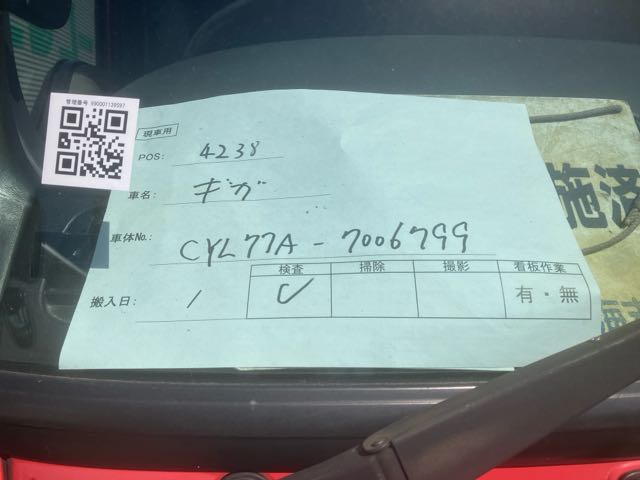 管理番号 990001139597
現車用
POS: 4238
車名: ギガ
車体No.: CYL77A-7006799
検査 掃除 撮影 看板作業
搬入日: / ✓ 有・無
施済